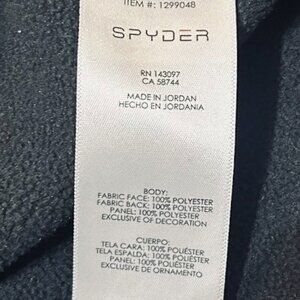 ITEM #: 1299048
SPYDER
RN 143097
CA 58744
MADE IN JORDAN
HECHO EN JORDANIA
BODY:
FABRIC FACE: 100% POLYESTER
FABRIC BACK: 100% POLYESTER
PANEL: 100% POLYESTER
EXCLUSIVE OF DECORATION
CUERPO:
TELA CARA: 100% POLIÉSTER
TELA ESPALDA: 100% POLIÉSTER
PANEL: 100% POLIÉSTER
EXCLUSIVE DE ORNAMENTO